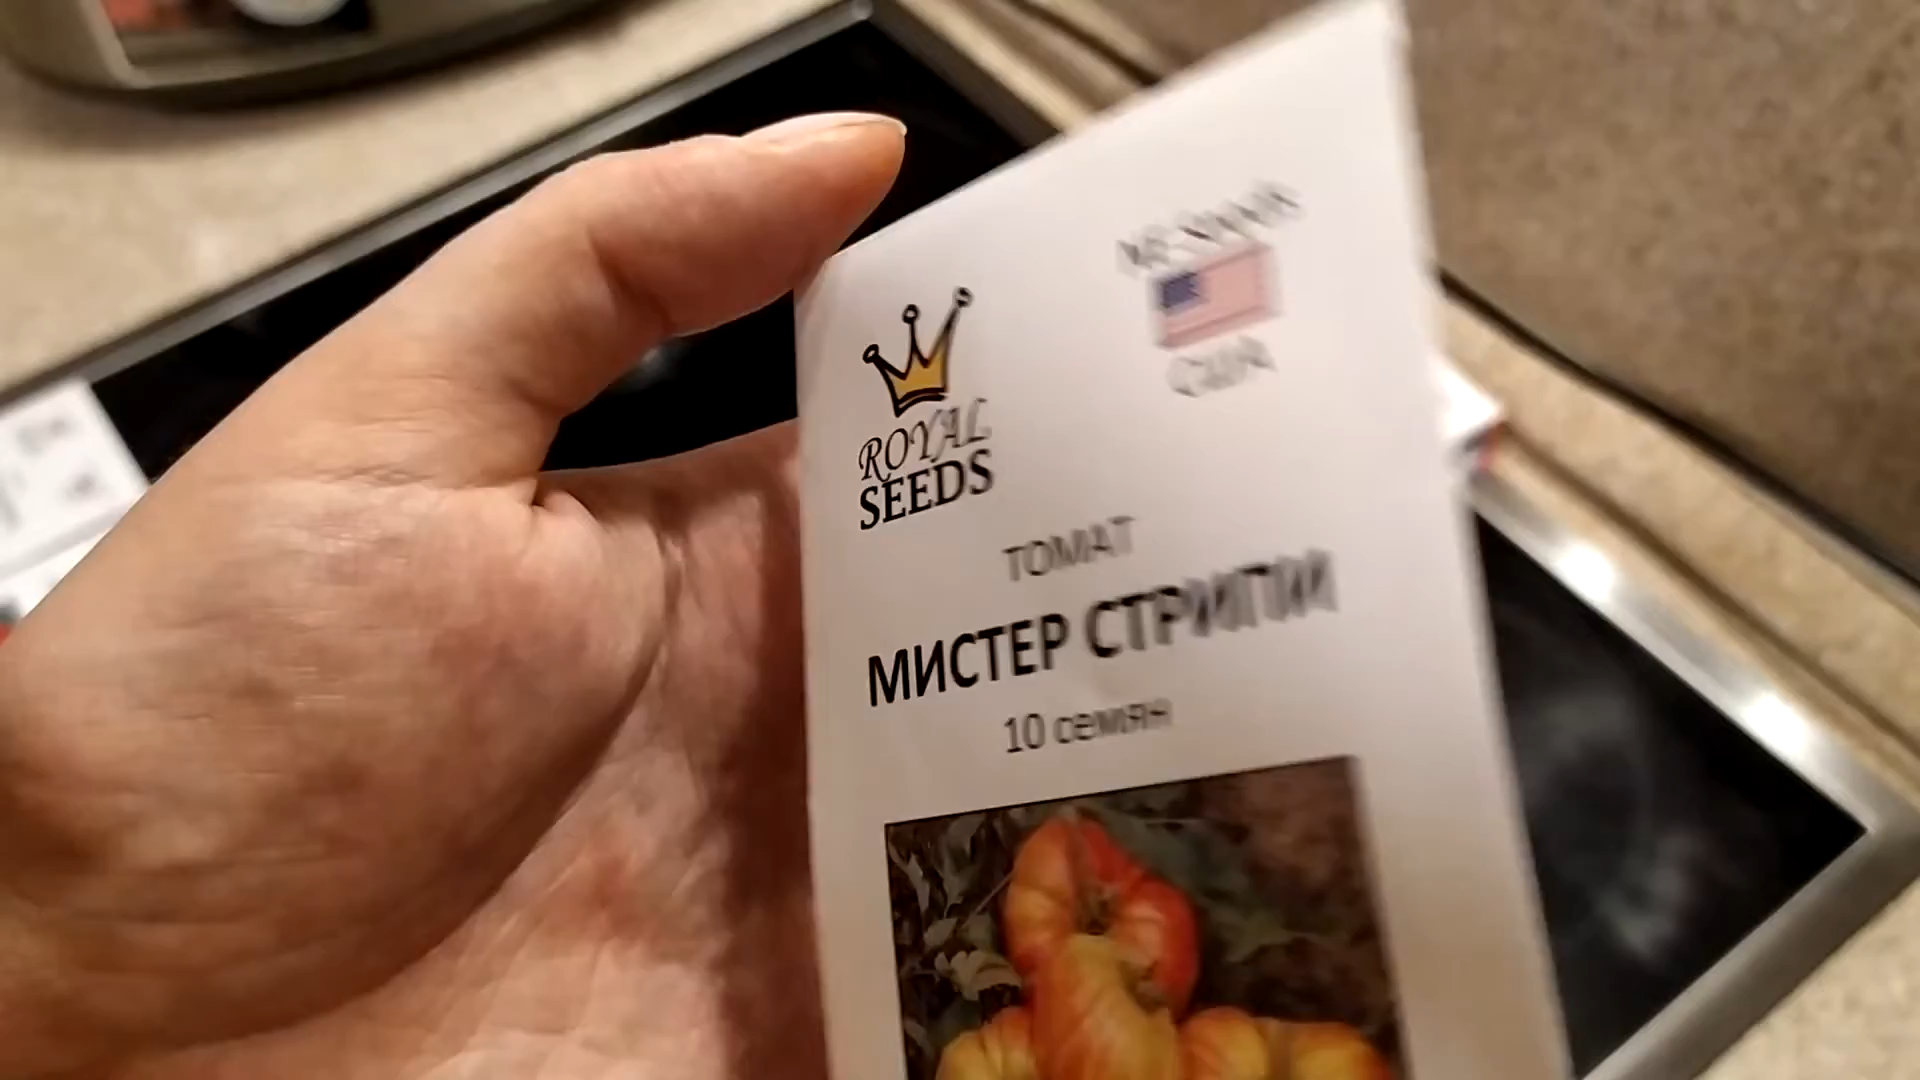 ROYAL
SEEDS
США
ТОМАТ
МИСТЕР СТРИПИ
10 семян